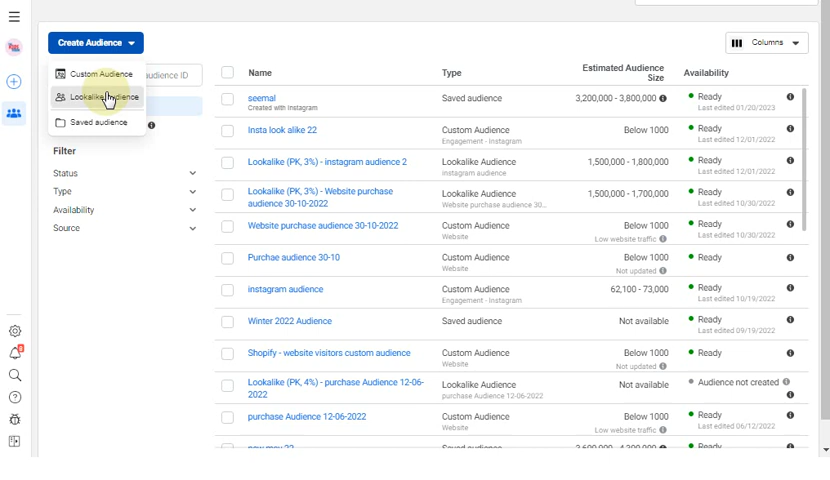 Create Audience
Columns
Custom Audience
Lookalike Audience
Saved audience
audience ID
Filter
Status
Type
Availability
Source
Name
Type
Estimated Audience
Size
Availability
seemal
Created with Instagram
Saved audience
3,200,000 - 3,800,000
Ready
Last edited 01/20/2023
Insta look alike 22
Custom Audience
Engagement - Instagram
Below 1000
Ready
Last edited 12/01/2022
Lookalike (PK, 3%) - instagram audience 2
Lookalike Audience
instagram audience
1,500,000 - 1,800,000
Ready
Last edited 12/01/2022
Lookalike (PK, 3%) - Website purchase
audience 30-10-2022
Lookalike Audience
Website purchase audience 30...
1,500,000 - 1,700,000
Ready
Last edited 10/30/2022
Website purchase audience 30-10-2022
Custom Audience
Website
Below 1000
Low website traffic
Ready
Last edited 10/30/2022
Purchae audience 30-10
Custom Audience
Website
Below 1000
Not updated
Ready
instagram audience
Custom Audience
Engagement - Instagram
62,100 - 73,000
Ready
Last edited 10/19/2022
Winter 2022 Audience
Saved audience
Not available
Ready
Last edited 09/19/2022
Shopify - website visitors custom audience
Custom Audience
Website
Below 1000
Not updated
Ready
Lookalike (PK, 4%) - purchase Audience 12-06-
2022
Lookalike Audience
purchase Audience 12-06-2022
Not available
Audience not created
purchase Audience 12-06-2022
Custom Audience
Website
Below 1000
Low website traffic
Ready
Last edited 06/12/2022
Saved audience
Ready